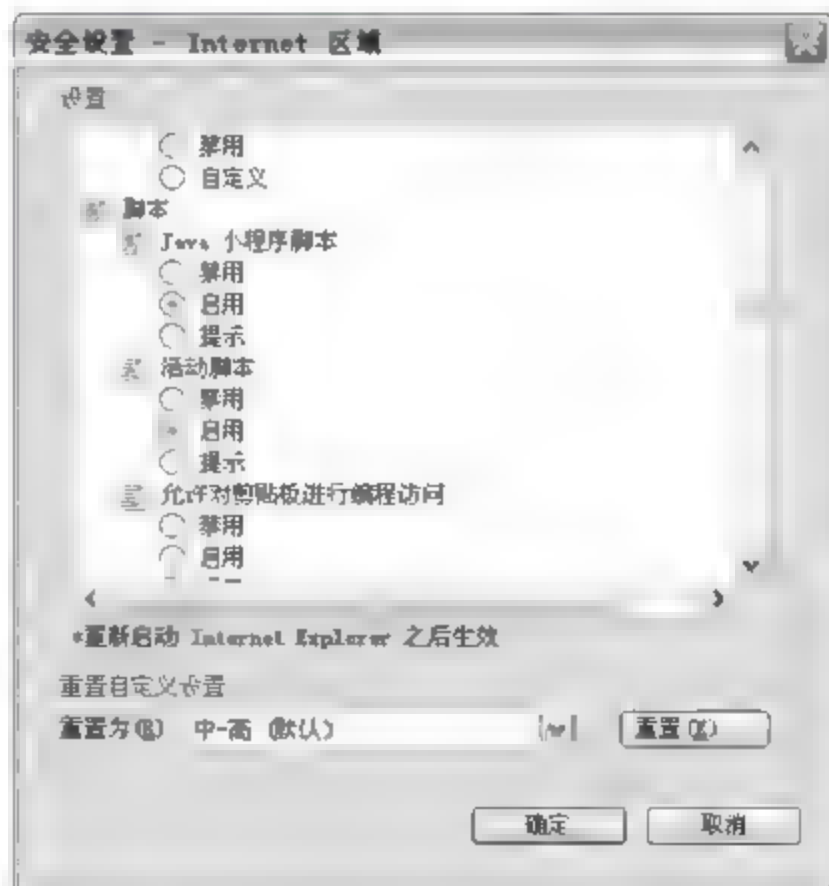 安全设置 - Internet 区域
设置
禁用
自定义
脚本
Java 小程序脚本
禁用
启用
提示
活动脚本
禁用
启用
提示
允许对剪贴板进行编程访问
禁用
启用
*重新启动 Internet Explorer 之后生效
重置自定义设置
重置为(R) 中-高 (默认) 重置(E)
确定 取消